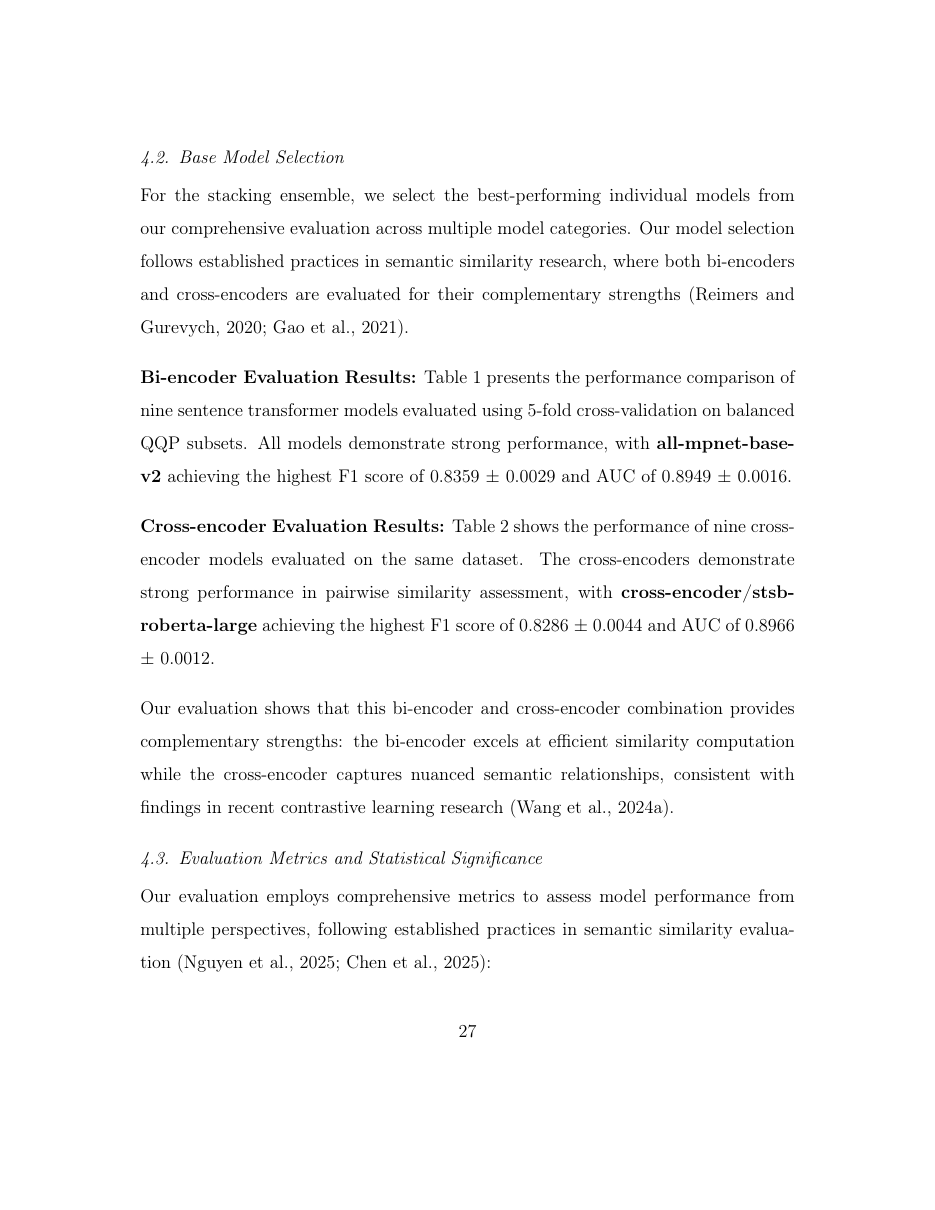 4.2. Base Model Selection
For the stacking ensemble, we select the best-performing individual models from
our comprehensive evaluation across multiple model categories. Our model selection
follows established practices in semantic similarity research, where both bi-encoders
and cross-encoders are evaluated for their complementary strengths (Reimers and
Gurevych, 2020; Gao et al., 2021).
Bi-encoder Evaluation Results: Table 1 presents the performance comparison of
nine sentence transformer models evaluated using 5-fold cross-validation on balanced
QQP subsets. All models demonstrate strong performance, with all-mpnet-base-
v2 achieving the highest F1 score of 0.8359 ± 0.0029 and AUC of 0.8949 ± 0.0016.
Cross-encoder Evaluation Results: Table 2 shows the performance of nine cross-
encoder models evaluated on the same dataset. The cross-encoders demonstrate
strong performance in pairwise similarity assessment, with cross-encoder/stsb-
roberta-large achieving the highest F1 score of 0.8286 ± 0.0044 and AUC of 0.8966
± 0.0012.
Our evaluation shows that this bi-encoder and cross-encoder combination provides
complementary strengths: the bi-encoder excels at efficient similarity computation
while the cross-encoder captures nuanced semantic relationships, consistent with
findings in recent contrastive learning research (Wang et al., 2024a).
4.3. Evaluation Metrics and Statistical Significance
Our evaluation employs comprehensive metrics to assess model performance from
multiple perspectives, following established practices in semantic similarity evalua-
tion (Nguyen et al., 2025; Chen et al., 2025):
27